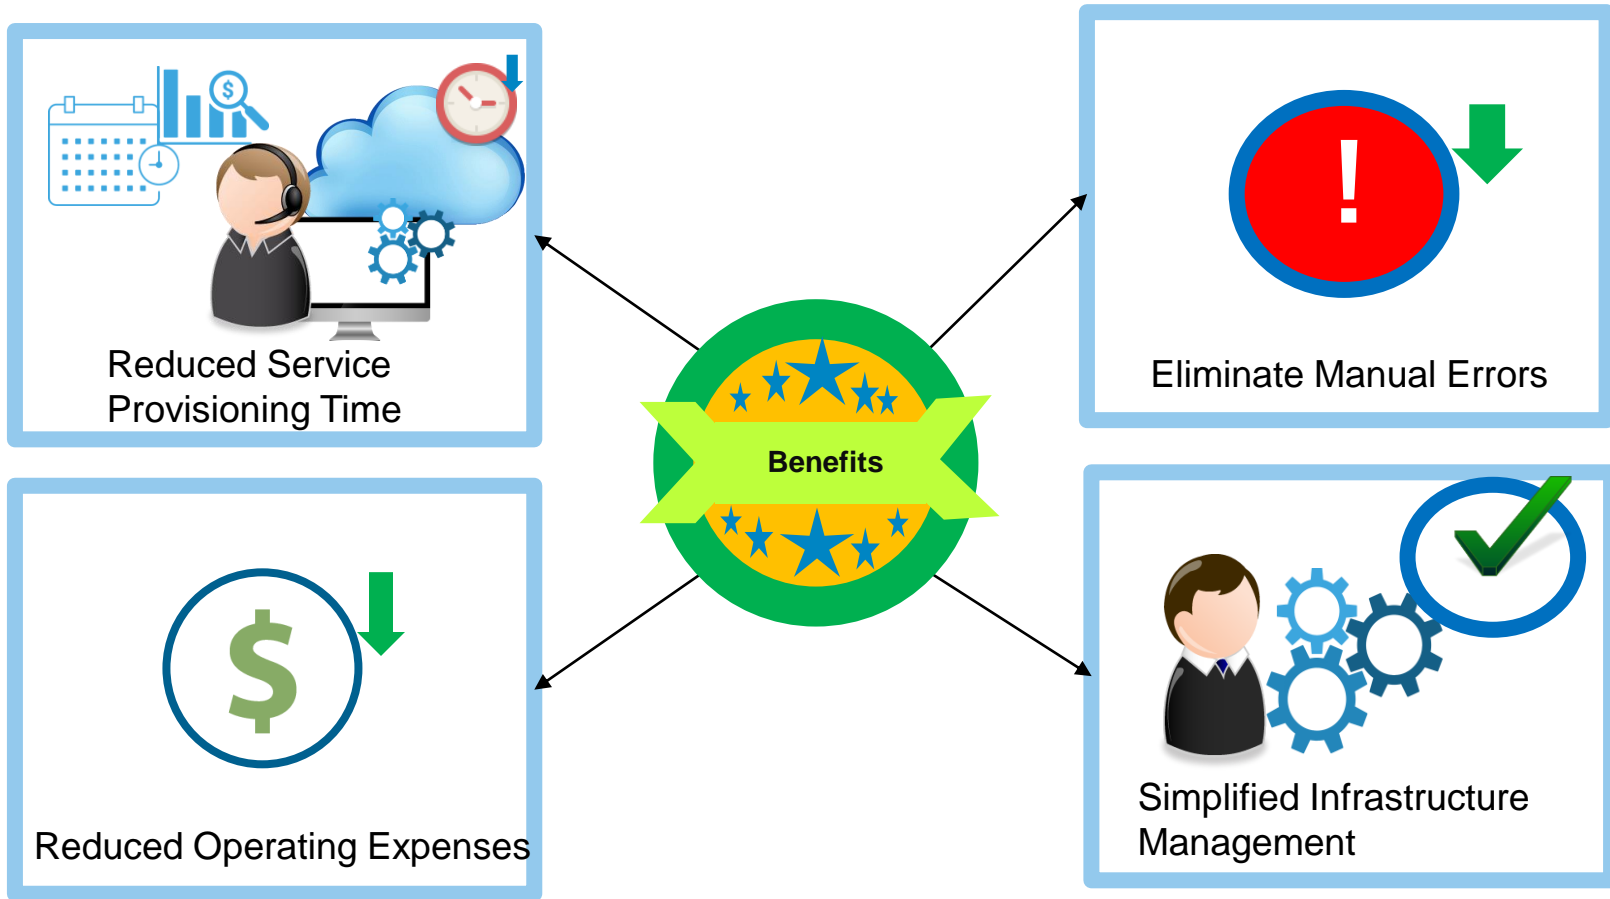 Reduced Service
Provisioning Time
$
!
Eliminate Manual Errors
Benefits
$
Reduced Operating Expenses
Simplified Infrastructure
Management